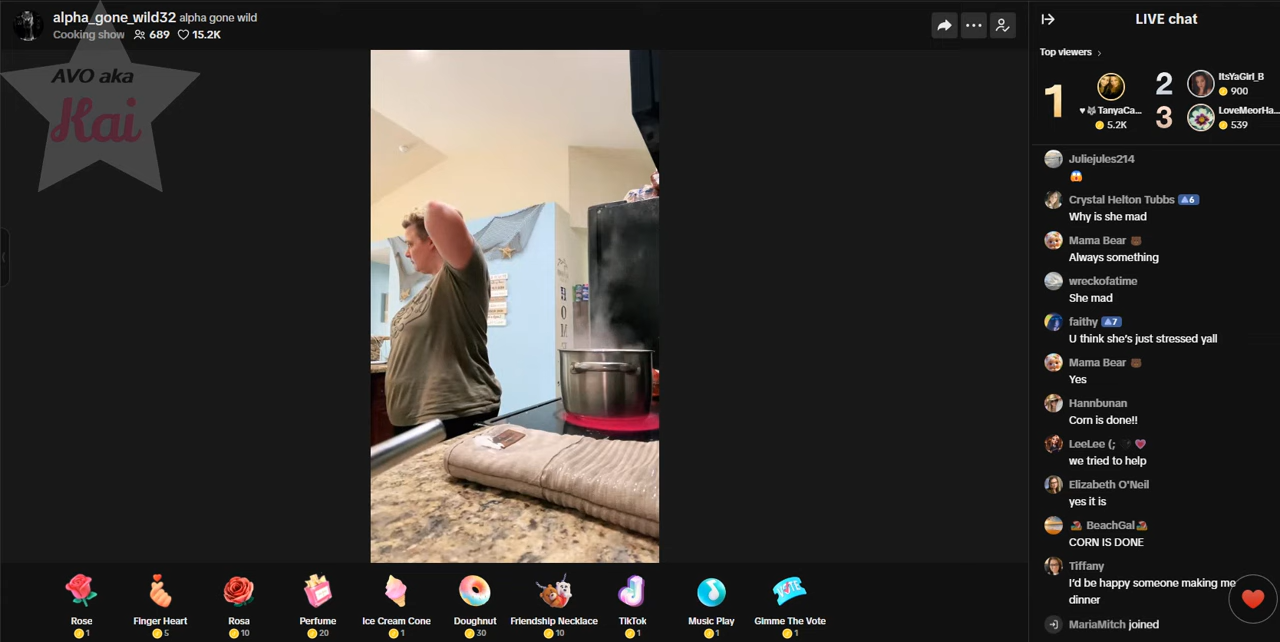 alpha_gone_wild32 alpha gone wild
Cooking show 689 15.2K
AVO aka
Kai
LIVE chat
Top viewers
1
TanyaCa...
5.2K
2
ItsYaGirl_B
900
3
LoveMeorHa...
539
Juliejules214
Crystal Helton Tubbs 6
Why is she mad
Mama Bear
Always something
wreckofatime
She mad
faithy 7
U think she's just stressed yall
Mama Bear
Yes
Hannbunan
Corn is done!!
LeeLee (;
we tried to help
Elizabeth O'Neil
yes it is
BeachGal
CORN IS DONE
Tiffany
I'd be happy someone making me
dinner
MariaMitch joined
Rose
1
Finger Heart
5
Rosa
10
Perfume
20
Ice Cream Cone
1
Doughnut
30
Friendship Necklace
10
TikTok
1
Music Play
1
Gimme The Vote
1